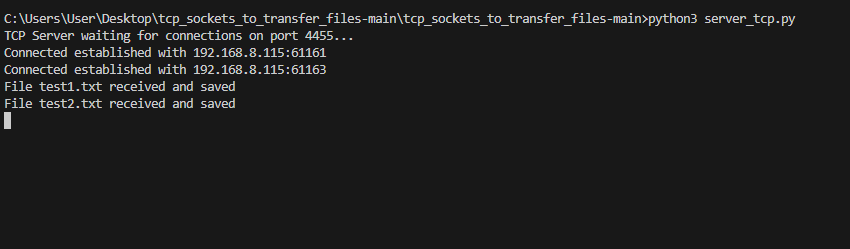 C:\Users\User\Desktop\tcp_sockets_to_transfer_files-main\tcp_sockets_to_transfer_files-main>python3 server_tcp.py
TCP Server waiting for connections on port 4455...
Connected established with 192.168.8.115:61161
Connected established with 192.168.8.115:61163
File test1.txt received and saved
File test2.txt received and saved